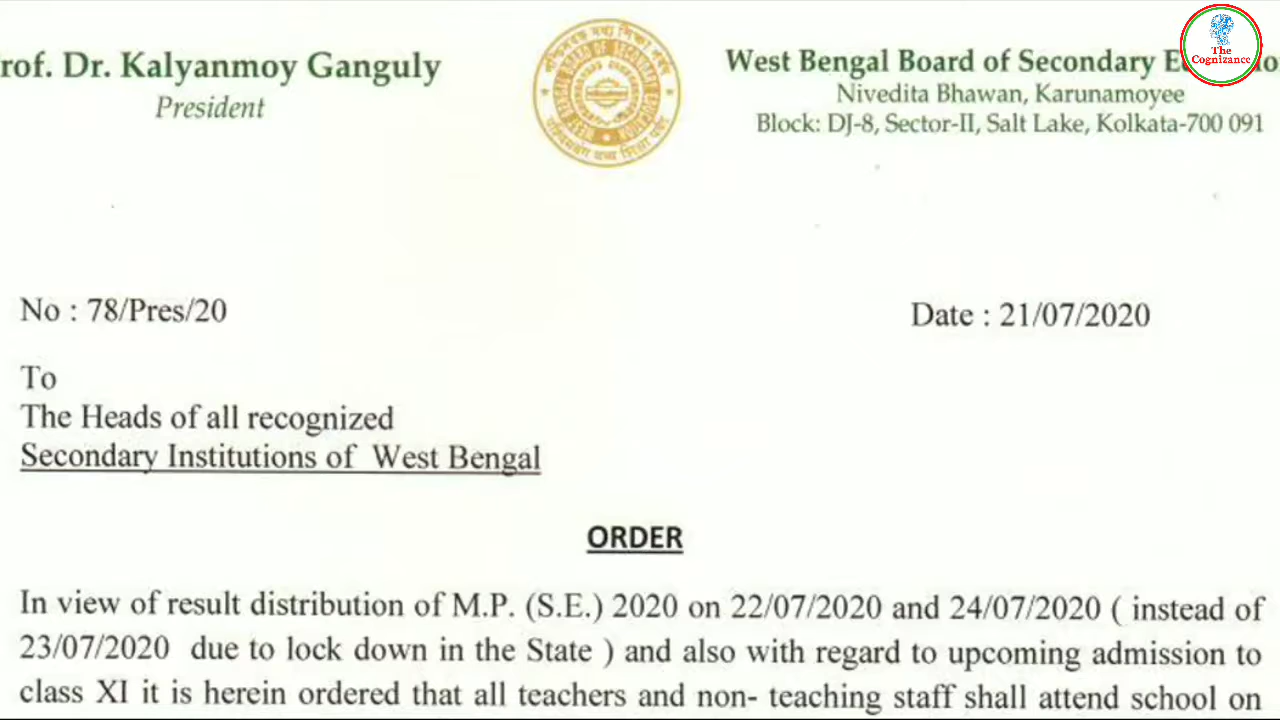 rof. Dr. Kalyanmoy Ganguly
President
West Bengal Board of Secondary
Nivedita Bhawan, Karunamoyee
Block: DJ-8, Sector-II, Salt Lake, Kolkata-700 091
The
Cognizance
No : 78/Pres/20
Date : 21/07/2020
To
The Heads of all recognized
Secondary Institutions of West Bengal
ORDER
In view of result distribution of M.P. (S.E.) 2020 on 22/07/2020 and 24/07/2020 ( instead of
23/07/2020 due to lock down in the State ) and also with regard to upcoming admission to
class XI it is herein ordered that all teachers and non- teaching staff shall attend school on